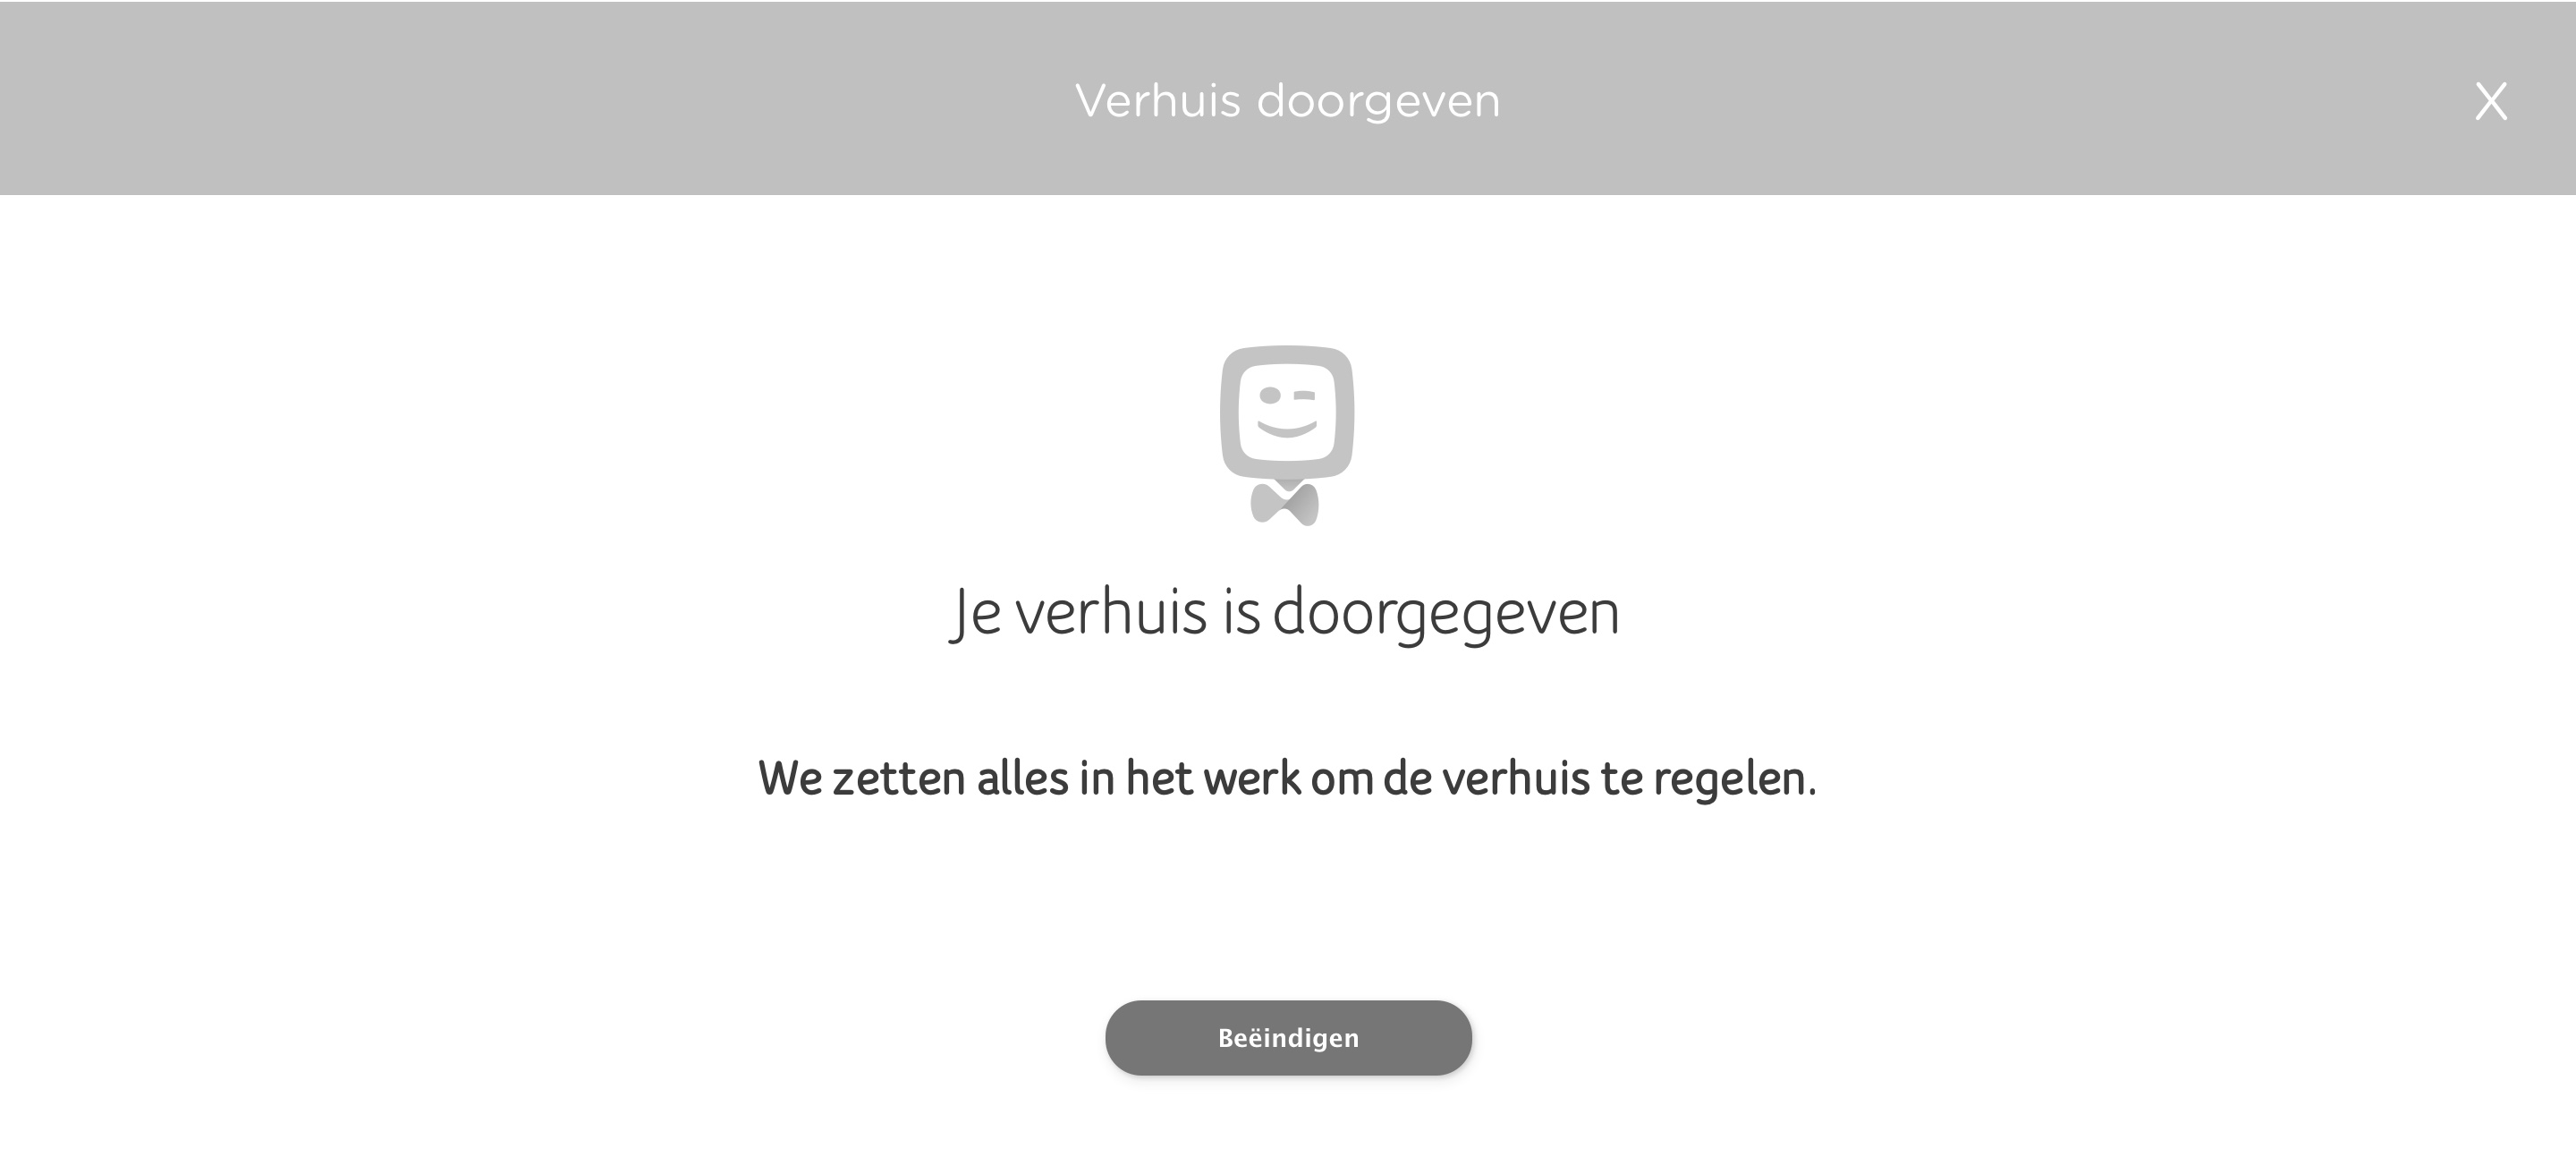 Verhuis doorgeven
X
Je verhuis is doorgegeven
We zetten alles in het werk om de verhuis te regelen.
Beëindigen